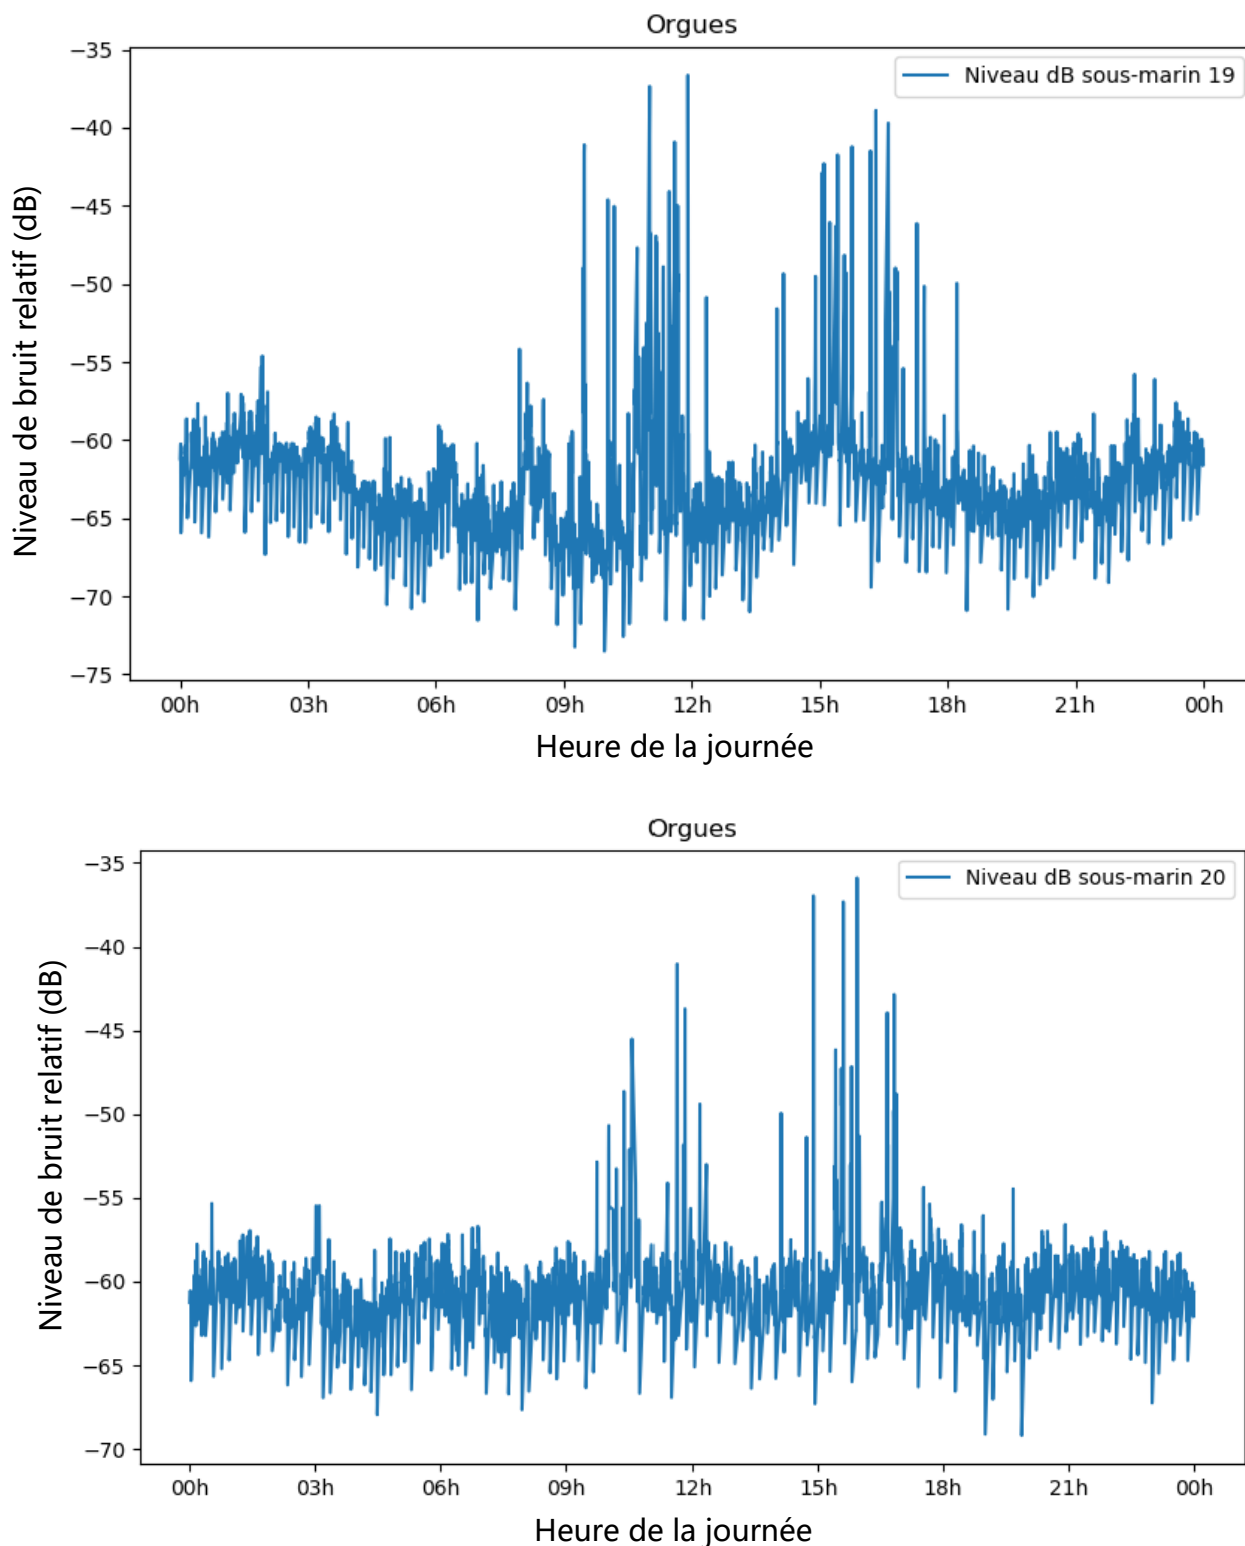 Orgues
Niveau dB sous-marin 19
Niveau de bruit relatif (dB)
−35
−40
−45
−50
−55
−60
−65
−70
−75
00h 03h 06h 09h 12h 15h 18h 21h 00h
Heure de la journée
Orgues
Niveau dB sous-marin 20
Niveau de bruit relatif (dB)
−35
−40
−45
−50
−55
−60
−65
−70
00h 03h 06h 09h 12h 15h 18h 21h 00h
Heure de la journée